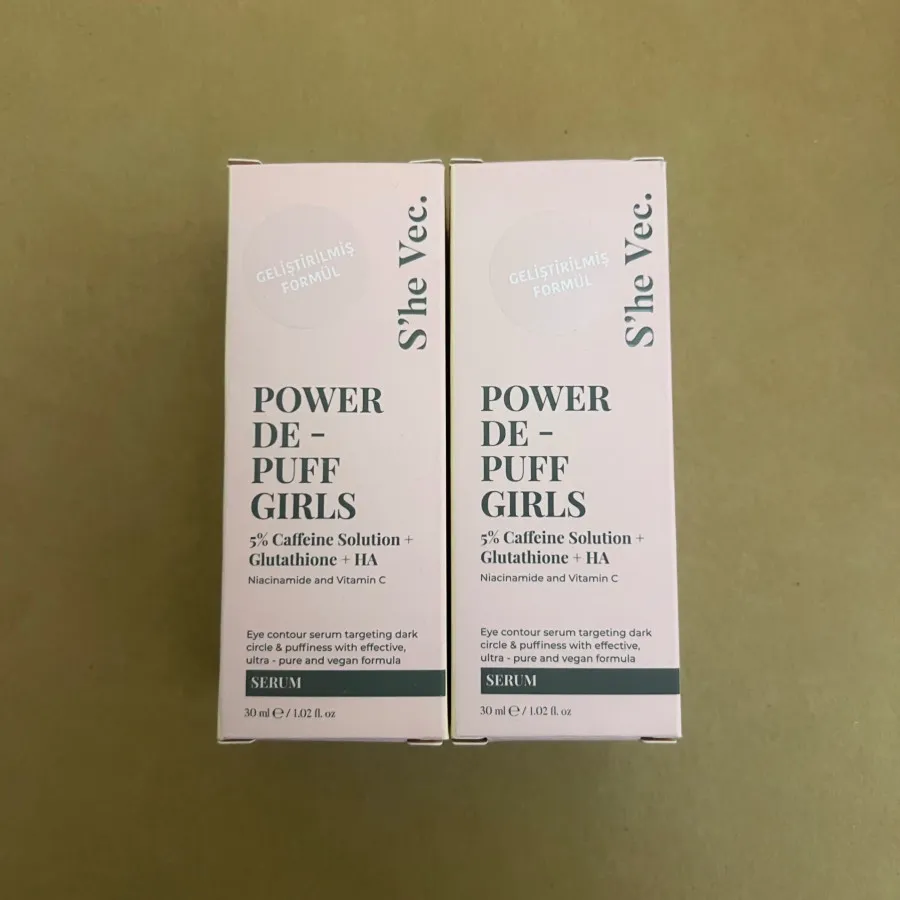 S'he Vec.
GELİŞTİRİLMİŞ
FORMÜL
POWER
DE -
PUFF
GIRLS
5% Caffeine Solution +
Glutathione + HA
Niacinamide and Vitamin C
Eye contour serum targeting dark
circle & puffiness with effective,
ultra - pure and vegan formula
SERUM
30 ml ℮ / 1.02 fl. oz
S'he Vec.
GELİŞTİRİLMİŞ
FORMÜL
POWER
DE -
PUFF
GIRLS
5% Caffeine Solution +
Glutathione + HA
Niacinamide and Vitamin C
Eye contour serum targeting dark
circle & puffiness with effective,
ultra - pure and vegan formula
SERUM
30 ml ℮ / 1.02 fl. oz